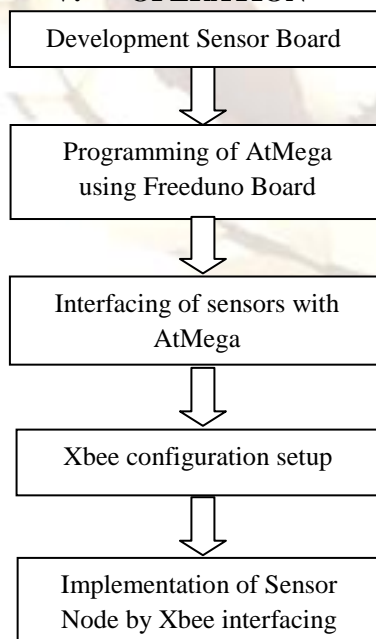 Development Sensor Board
Programming of AtMega
using Freeduno Board
Interfacing of sensors with
AtMega
Xbee configuration setup
Implementation of Sensor
Node by Xbee interfacing